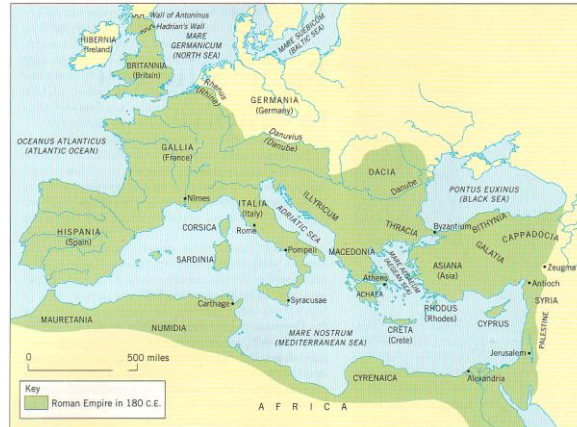 Wall of Antoninus
Hadrian's Wall
HIBERNIA
(Ireland)
MARE
GERMANICUM
(NORTH SEA)
MARE SUEBICUM
(BALTIC SEA)
BRITANNIA
(Britain)
Rhenus
(Rhine)
GERMANIA
(Germany)
OCEANUS ATLANTICUS
(ATLANTIC OCEAN)
GALLIA
(France)
Danuvius
(Danube)
DACIA
Danube
PONTUS EUXINUS
(BLACK SEA)
Nîmes
ITALIA
(Italy)
ADRIATIC SEA
ILLYRICUM
HISPANIA
(Spain)
CORSICA
Rome
THRACIA
Byzantium
BITHYNIA
CAPPADOCIA
GALATIA
SARDINIA
Pompeii
MACEDONIA
MARE AEGAEUM
(AEGEAN SEA)
ASIANA
(Asia)
Zeugma
Athens
ACHAEA
Antioch
SYRIA
Carthage
Syracusae
RHODUS
(Rhodes)
CYPRUS
MAURETANIA
NUMIDIA
MARE NOSTRUM
(MEDITERRANEAN SEA)
CRETA
(Crete)
PALESTINE
Jerusalem
CYRENAICA
Alexandria
0 500 miles
Key
Roman Empire in 180 C.E.
AFRICA